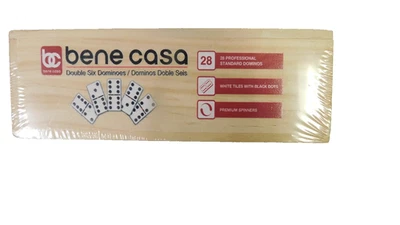 bc
bene casa
bene casa
Double Six Dominoes / Dominos Doble Seis
28
28 PROFESSIONAL
STANDARD DOMINOS
WHITE TILES WITH BLACK DOTS
PREMIUM SPINNERS